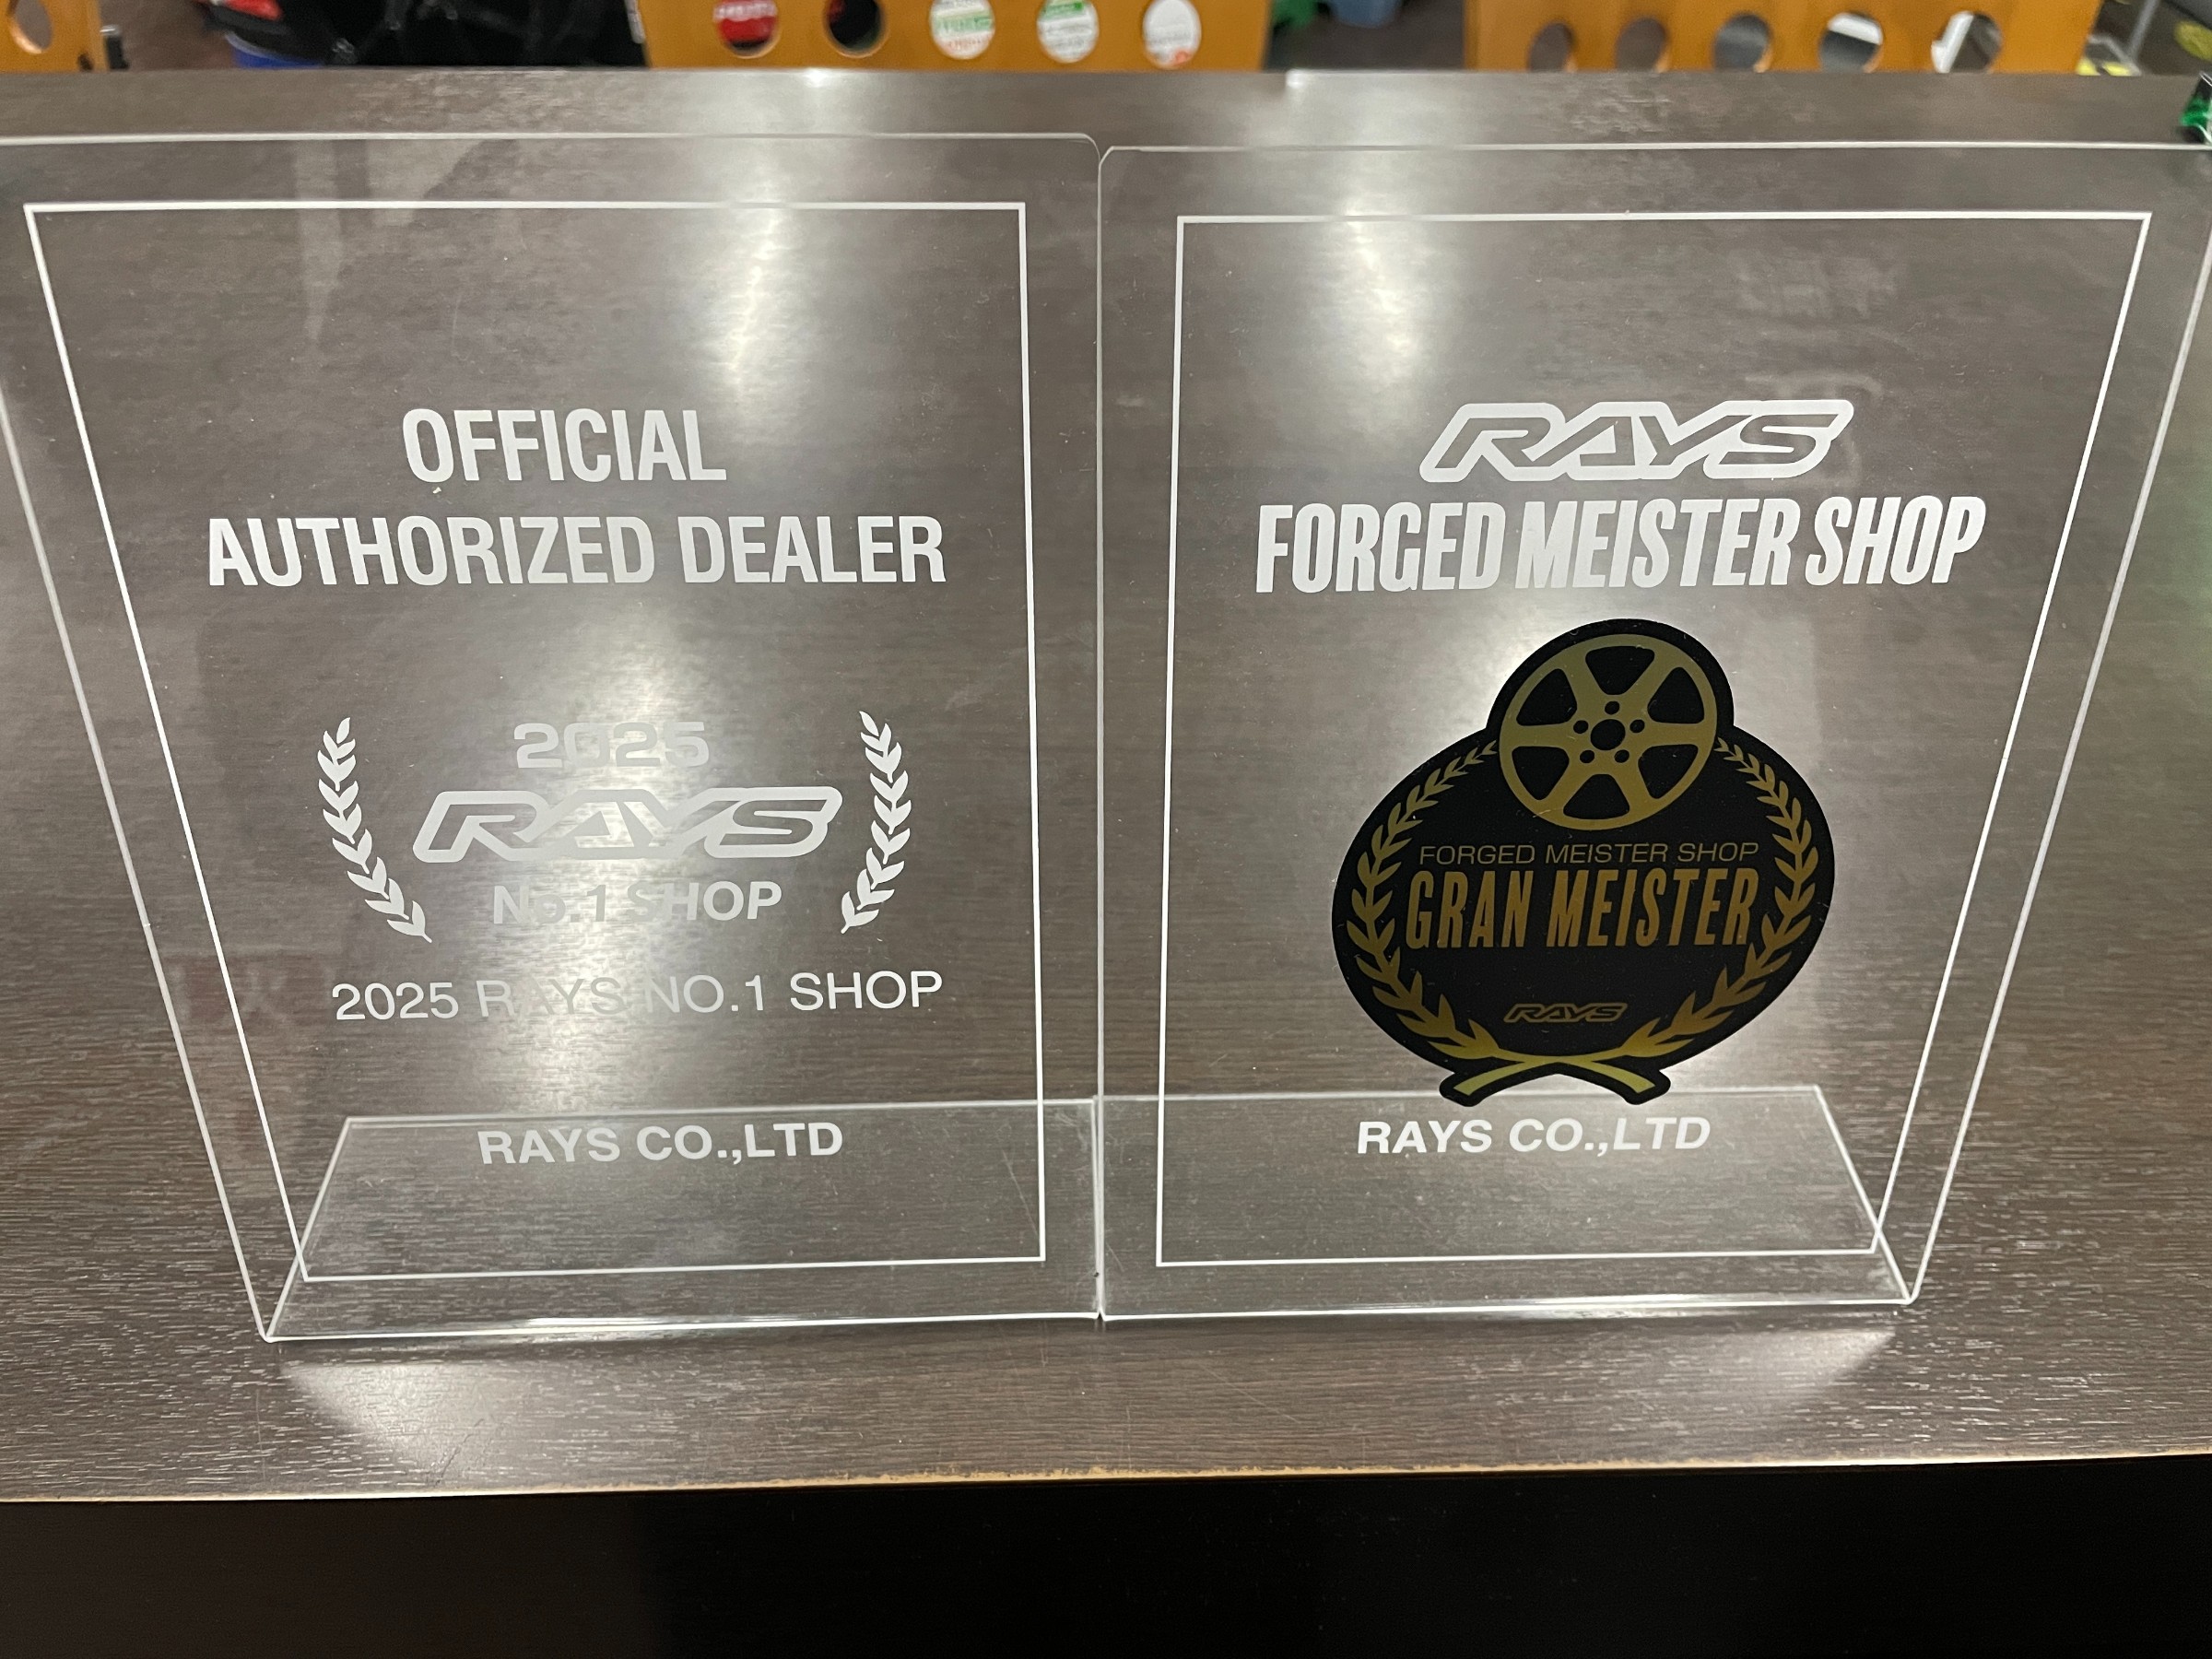 OFFICIAL
AUTHORIZED DEALER
2025
RAYS
No.1 SHOP
2025 RAYS NO.1 SHOP
RAYS CO.,LTD
RAYS
FORGED MEISTER SHOP
FORGED MEISTER SHOP
GRAN MEISTER
RAYS
RAYS CO.,LTD